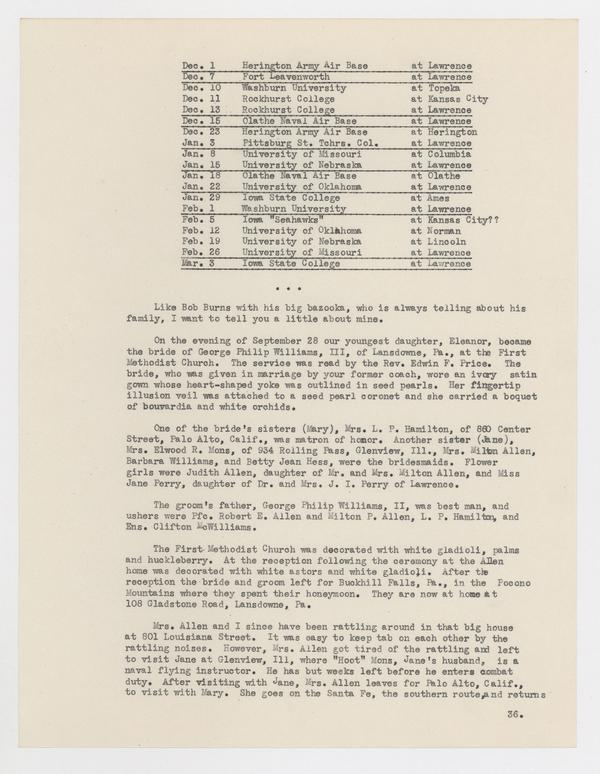 Dec. 1 Herington Army Air Base at Lawrence
Dec. 7 Fort Leavenworth at Lawrence
Dec. 10 Washburn University at Topeka
Dec. 11 Rockhurst College at Kansas City
Dec. 13 Rockhurst College at Lawrence
Dec. 15 Olathe Naval Air Base at Lawrence
Dec. 23 Herington Army Air Base at Herington
Jan. 3 Pittsburg St. Tchrs. Col. at Lawrence
Jan. 8 University of Missouri at Columbia
Jan. 15 University of Nebraska at Lawrence
Jan. 18 Olathe Naval Air Base at Olathe
Jan. 22 University of Oklahoma at Lawrence
Jan. 29 Iowa State College at Ames
Feb. 1 Washburn University at Lawrence
Feb. 5 Iowa "Seahawks" at Kansas City??
Feb. 12 University of Oklahoma at Norman
Feb. 19 University of Nebraska at Lincoln
Feb. 26 University of Missouri at Lawrence
Mar. 3 Iowa State College at Lawrence
* * *
Like Bob Burns with his big bazooka, who is always telling about his
family, I want to tell you a little about mine.
On the evening of September 28 our youngest daughter, Eleanor, became
the bride of George Philip Williams, III, of Lansdowne, Pa., at the First
Methodist Church. The service was read by the Rev. Edwin F. Price. The
bride, who was given in marriage by your former coach, wore an ivory satin
gown whose heart-shaped yoke was outlined in seed pearls. Her fingertip
illusion veil was attached to a seed pearl coronet and she carried a boquet
of bouvardia and white orchids.
One of the bride's sisters (Mary), Mrs. L. P. Hamilton, of 860 Center
Street, Palo Alto, Calif., was matron of honor. Another sister (Jane),
Mrs. Elwood R. Mons, of 934 Rolling Pass, Glenview, Ill., Mrs. Milton Allen,
Barbara Williams, and Betty Jean Hess, were the bridesmaids. Flower
girls were Judith Allen, daughter of Mr. and Mrs. Milton Allen, and Miss
Jane Perry, daughter of Dr. and Mrs. J. I. Perry of Lawrence.
The groom's father, George Philip Williams, II, was best man, and
ushers were Pfc. Robert E. Allen and Milton P. Allen, L. P. Hamilton, and
Ens. Clifton McWilliams.
The First Methodist Church was decorated with white gladioli, palms
and huckleberry. At the reception following the ceremony at the Allen
home was decorated with white astors and white gladioli. After the
reception the bride and groom left for Buckhill Falls, Pa., in the Pocono
Mountains where they spent their honeymoon. They are now at home at
108 Gladstone Road, Lansdowne, Pa.
Mrs. Allen and I since have been rattling around in that big house
at 801 Louisiana Street. It was easy to keep tab on each other by the
rattling noises. However, Mrs. Allen got tired of the rattling and left
to visit Jane at Glenview, Ill, where "Hoot" Mons, Jane's husband, is a
naval flying instructor. He has but weeks left before he enters combat
duty. After visiting with Jane, Mrs. Allen leaves for Palo Alto, Calif.,
to visit with Mary. She goes on the Santa Fe, the southern route,and returns
36.